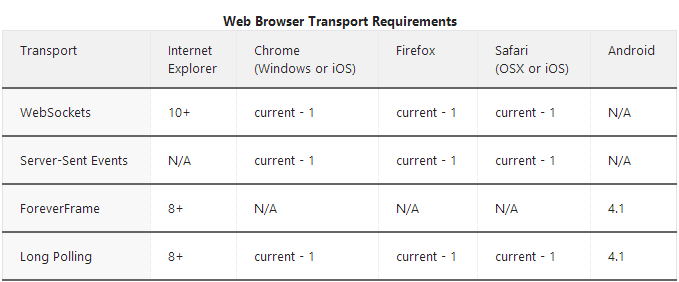 Web Browser Transport Requirements
Transport Internet Explorer Chrome (Windows or iOS) Firefox Safari (OSX or iOS) Android
WebSockets 10+ current - 1 current - 1 current - 1 N/A
Server-Sent Events N/A current - 1 current - 1 current - 1 N/A
ForeverFrame 8+ N/A N/A N/A 4.1
Long Polling 8+ current - 1 current - 1 current - 1 4.1